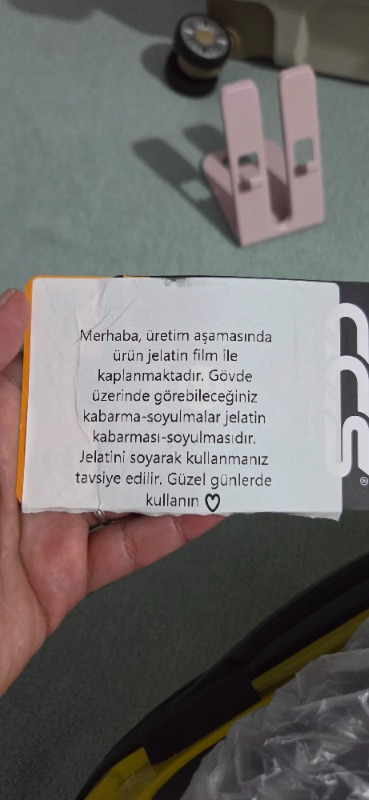 Merhaba, üretim aşamasında
ürün jelatin film ile
kaplanmaktadır. Gövde
üzerinde görebileceğiniz
kabarma-soyulmalar jelatin
kabarması-soyulmasıdır.
Jelatini soyarak kullanmanız
tavsiye edilir. Güzel günlerde
kullanın ♡